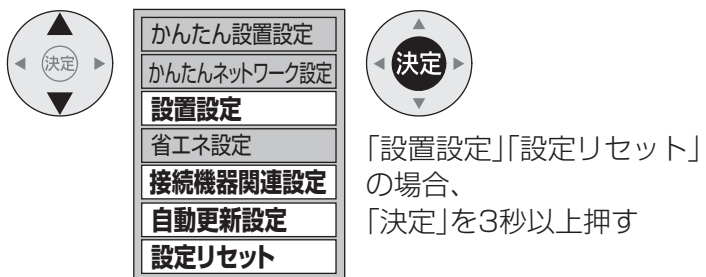 決定
かんたん設置設定
かんたんネットワーク設定
設置設定
省エネ設定
接続機器関連設定
自動更新設定
設定リセット
決定
「設置設定」「設定リセット」
の場合、
「決定」を3秒以上押す